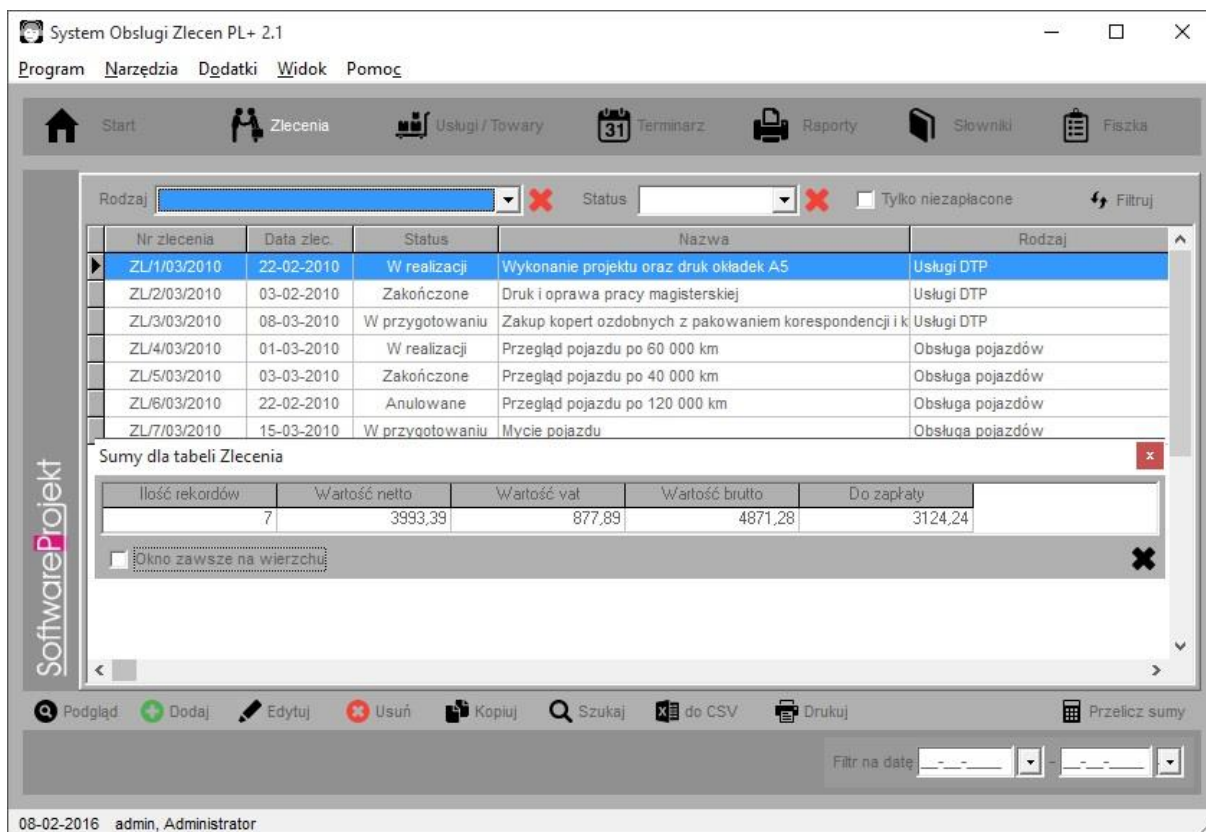 System Obslugi Zlecen PL+ 2.1
Program Narzędzia Dodatki Widok Pomoc
Start Zlecenia Usługi / Towary 31 Terminarz Raporty Słowniki Fiszka
Rodzaj Status Tylko niezapłacone Filtruj
Nr zlecenia Data zlec. Status Nazwa Rodzaj
ZL/1/03/2010 22-02-2010 W realizacji Wykonanie projektu oraz druk okładek A5 Usługi DTP
ZL/2/03/2010 03-02-2010 Zakończone Druk i oprawa pracy magisterskiej Usługi DTP
ZL/3/03/2010 08-03-2010 W przygotowaniu Zakup kopert ozdobnych z pakowaniem korespondencji i k Usługi DTP
ZL/4/03/2010 01-03-2010 W realizacji Przegląd pojazdu po 60 000 km Obsługa pojazdów
ZL/5/03/2010 03-03-2010 Zakończone Przegląd pojazdu po 40 000 km Obsługa pojazdów
ZL/6/03/2010 22-02-2010 Anulowane Przegląd pojazdu po 120 000 km Obsługa pojazdów
ZL/7/03/2010 15-03-2010 W przygotowaniu Mycie pojazdu Obsługa pojazdów
Sumy dla tabeli Zlecenia
Ilość rekordów Wartość netto Wartość vat Wartość brutto Do zapłaty
7 3993,39 877,89 4871,28 3124,24
Okno zawsze na wierzchu
SoftwareProjekt
Podgląd Dodaj Edytuj Usuń Kopiuj Szukaj do CSV Drukuj Przelicz sumy
Filtr na datę __-__-____ - __-__-____
08-02-2016 admin, Administrator